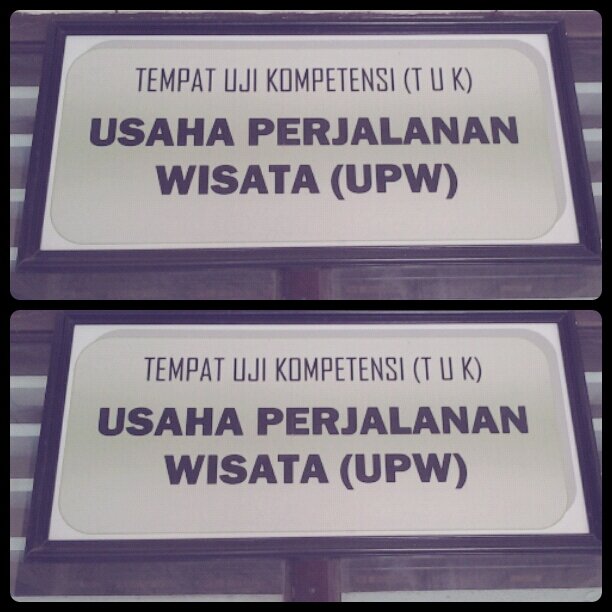 TEMPAT UJI KOMPETENSI (T U K)
USAHA PERJALANAN
WISATA (UPW)
TEMPAT UJI KOMPETENSI (T U K)
USAHA PERJALANAN
WISATA (UPW)